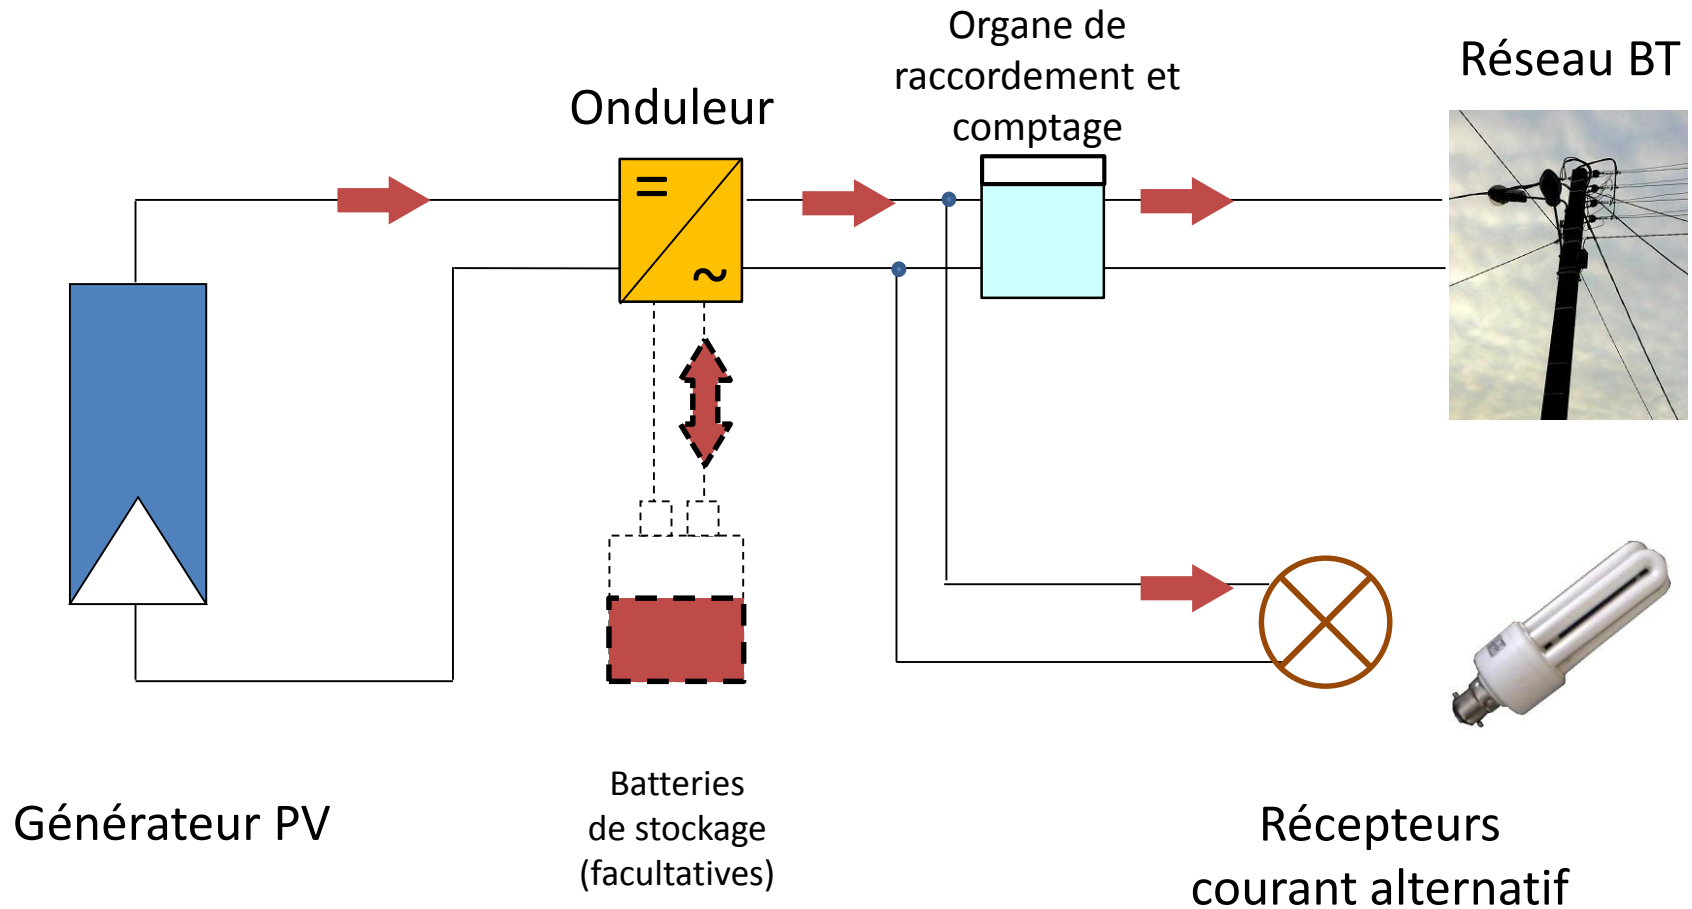 Organe de
raccordement et
comptage
Réseau BT
Onduleur
=
~
Batteries
de stockage
(facultatives)
Générateur PV
Récepteurs
courant alternatif